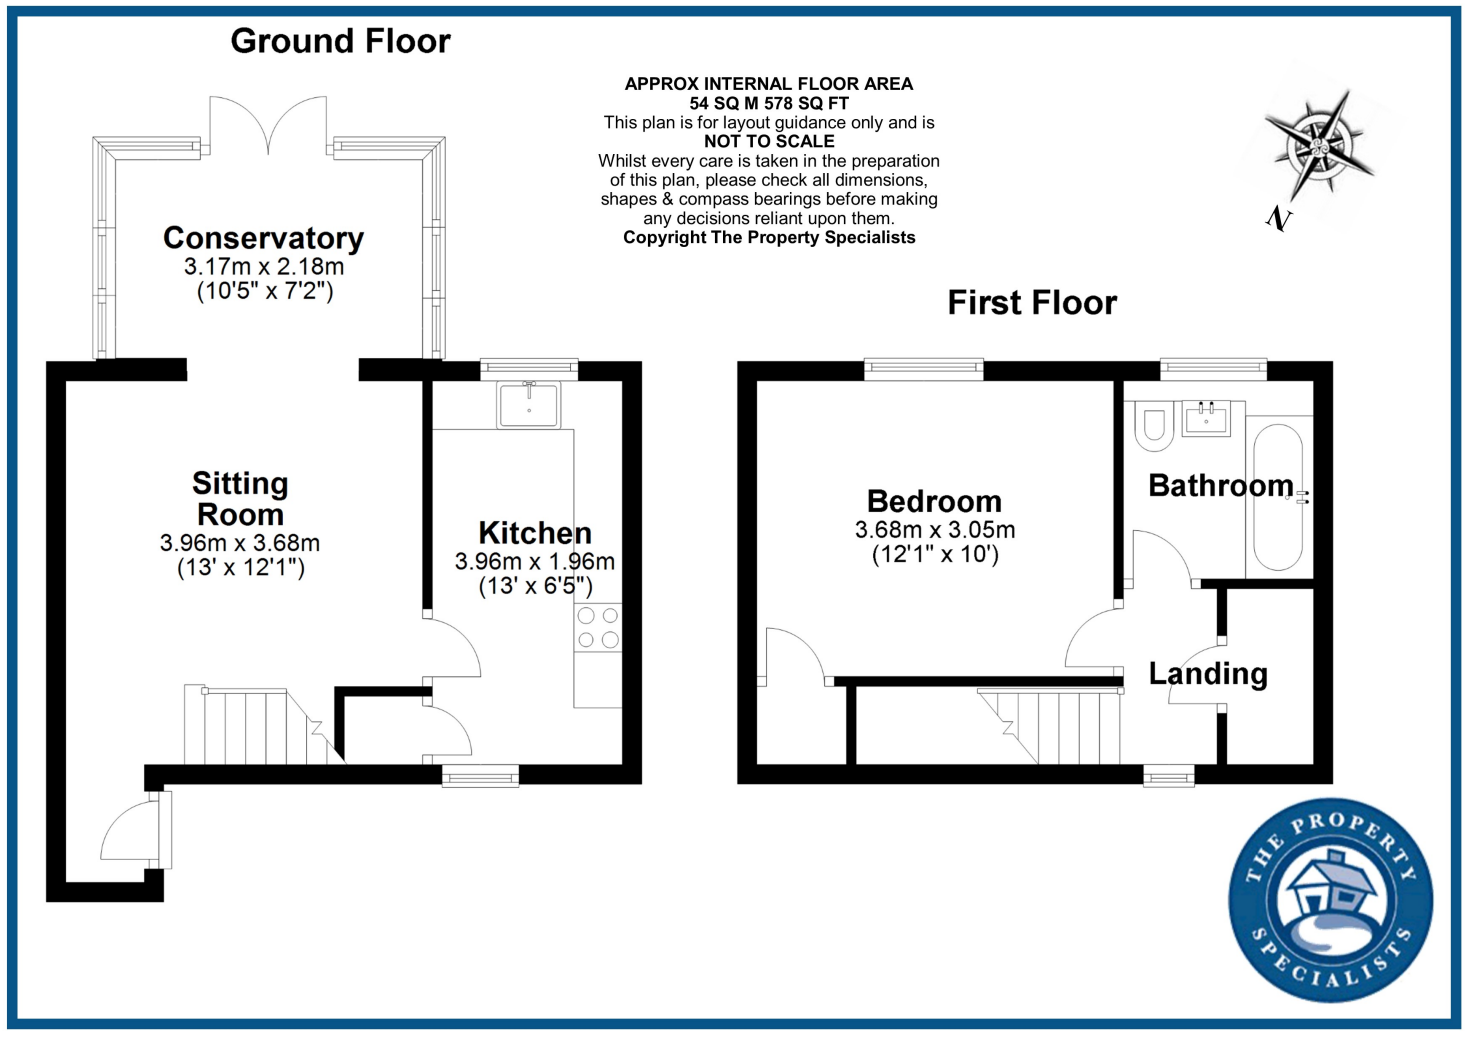 Ground Floor
APPROX INTERNAL FLOOR AREA
54 SQ M 578 SQ FT
This plan is for layout guidance only and is
NOT TO SCALE
Whilst every care is taken in the preparation
of this plan, please check all dimensions,
shapes & compass bearings before making
any decisions reliant upon them.
Copyright The Property Specialists
N
Conservatory
3.17m x 2.18m
(10'5" x 7'2")
Sitting
Room
3.96m x 3.68m
(13' x 12'1")
Kitchen
3.96m x 1.96m
(13' x 6'5")
First Floor
Bedroom
3.68m x 3.05m
(12'1" x 10')
Bathroom
Landing
THE PROPERTY
SPECIALISTS